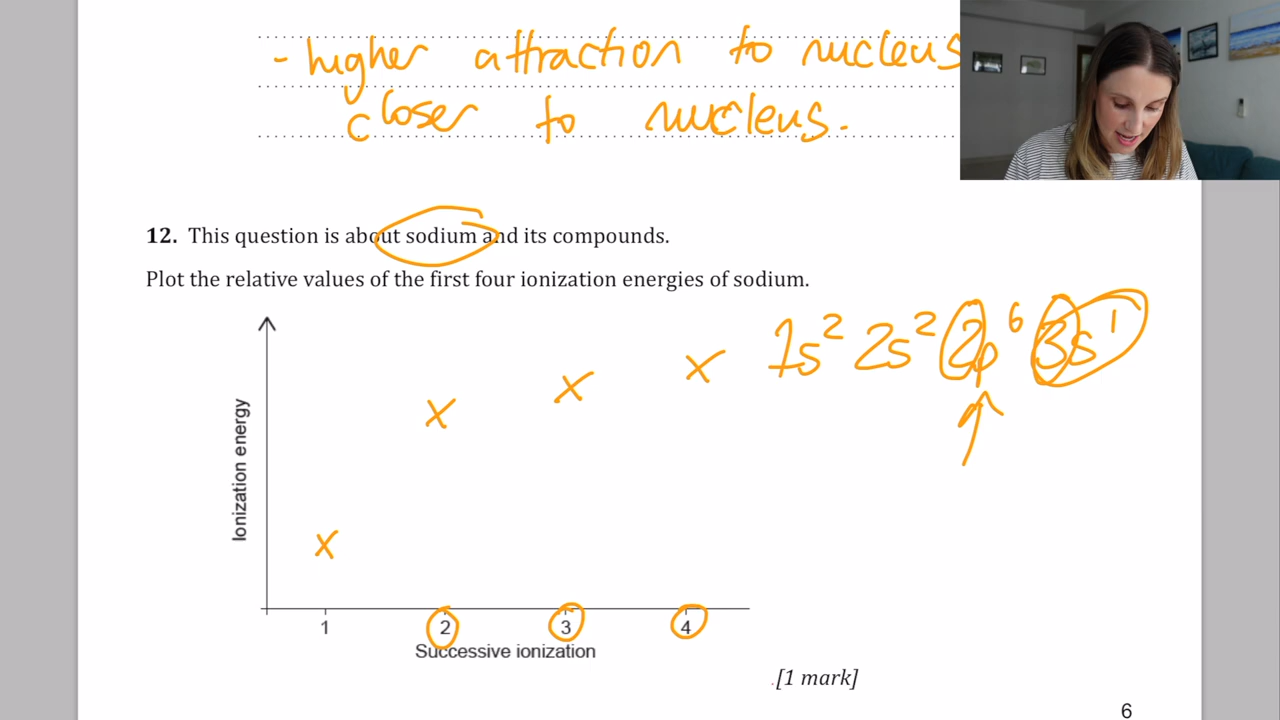 - higher attraction to nucleus
closer to nucleus.
12. This question is about sodium and its compounds.
Plot the relative values of the first four ionization energies of sodium.
1s² 2s² 2p⁶ 3s¹
x x x
x
Ionization energy
1 2 3 4
Successive ionization
[1 mark]
6